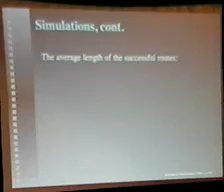 Simulations, cont.
The average length of the successful routes: